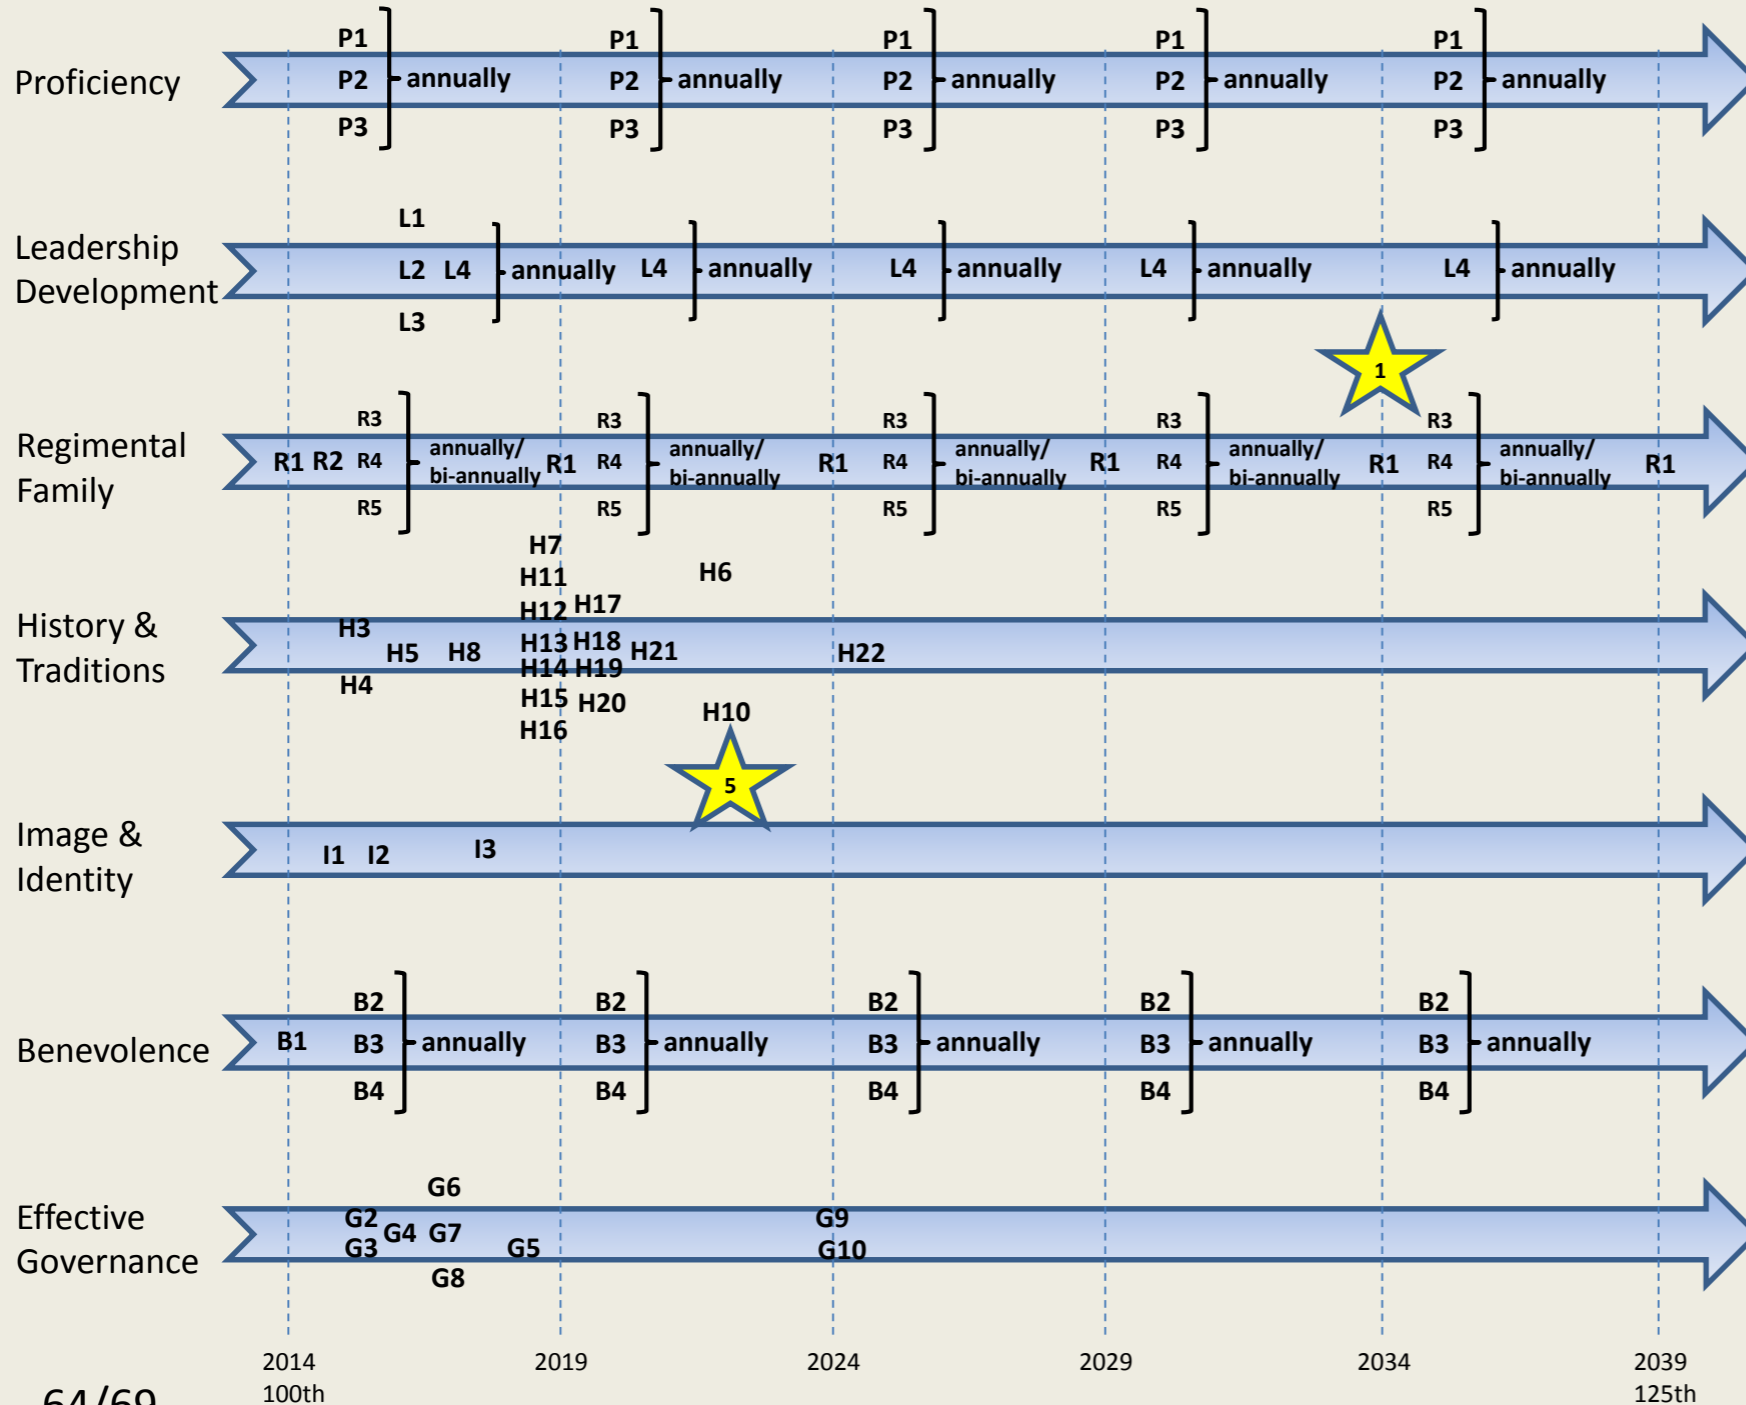 P1 P1 P1 P1 P1
Proficiency P2 annually P2 annually P2 annually P2 annually P2 annually
P3 P3 P3 P3 P3
L1
Leadership
Development L2 L4 annually L4 annually L4 annually L4 annually L4 annually
L3
1
R3 R3 R3 R3 R3
Regimental
Family
R1 R2 R4 annually/
bi-annually
R1 R4 annually/
bi-annually
R1 R4 annually/
bi-annually
R1 R4 annually/
bi-annually
R1 R4 annually/
bi-annually
R1
R5 R5 R5 R5 R5
H7
H11 H6
H12 H17
History &
Traditions
H3 H13 H18
H5 H8 H21 H22
H14 H19
H4 H15 H20
H16 H10
5
Image &
Identity
I1 I2 I3
B2 B2 B2 B2 B2
Benevolence B1 B3 annually B3 annually B3 annually B3 annually B3 annually
B4 B4 B4 B4 B4
G6
Effective
Governance
G2 G4 G7 G9
G3 G5 G10
G8
2014 2019 2024 2029 2034 2039
100th 125th
64/69